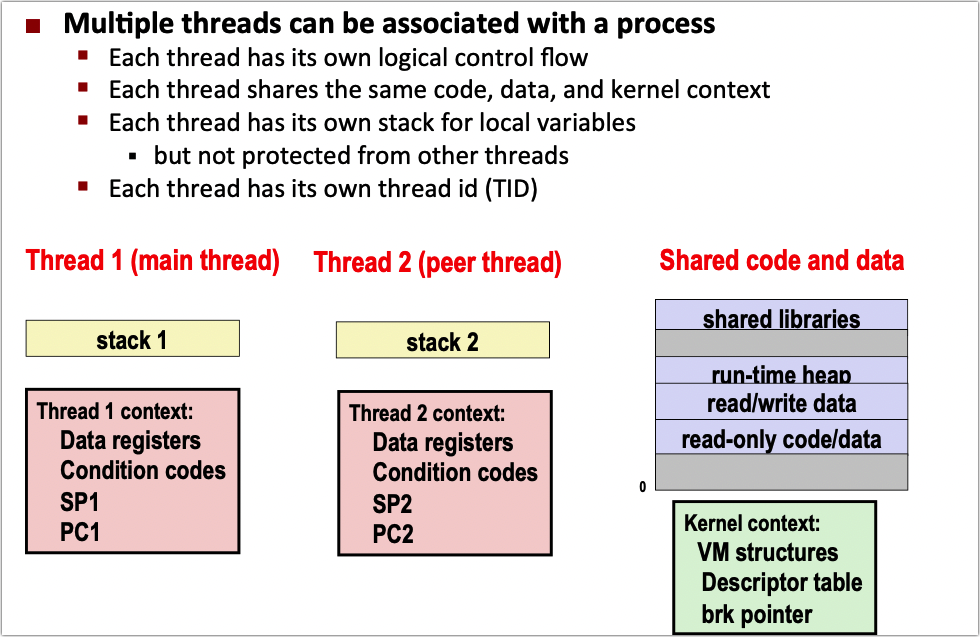 Multiple threads can be associated with a process
Each thread has its own logical control flow
Each thread shares the same code, data, and kernel context
Each thread has its own stack for local variables
but not protected from other threads
Each thread has its own thread id (TID)
Thread 1 (main thread)
stack 1
Thread 1 context:
Data registers
Condition codes
SP1
PC1
Thread 2 (peer thread)
stack 2
Thread 2 context:
Data registers
Condition codes
SP2
PC2
Shared code and data
shared libraries
run-time heap
read/write data
read-only code/data
0
Kernel context:
VM structures
Descriptor table
brk pointer